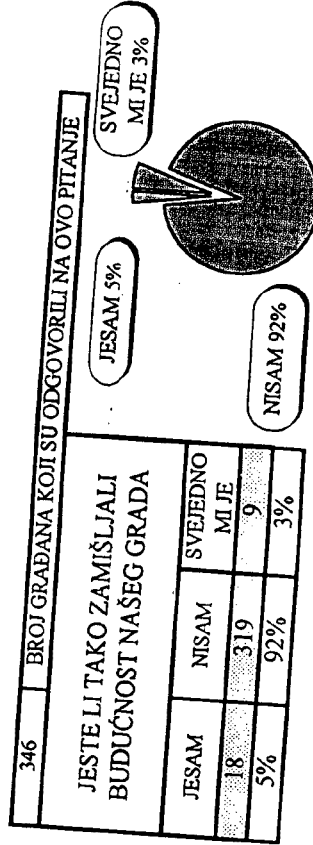 346 BROJ GRAĐANA KOJI SU ODGOVORILI NA OVO PITANJE
JESTE LI TAKO ZAMIŠLJALI
BUDUĆNOST NAŠEG GRADA
JESAM NISAM SVEJEDNO
MI JE
18 319 9
5% 92% 3%
JESAM 5%
SVEJEDNO
MI JE 3%
NISAM 92%